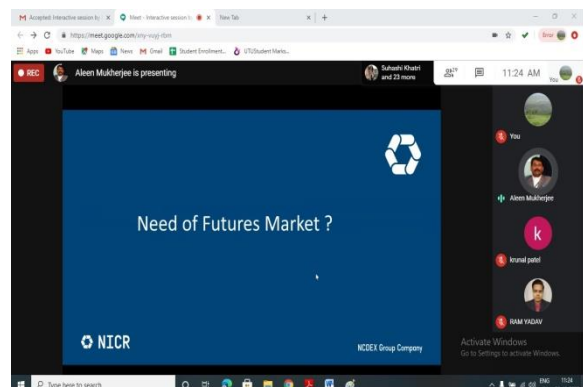 Accepted: Interactive session by
Meet - Interactive session b
New Tab
https://meet.google.com/
Apps
YouTube
Maps
News
Gmail
Student Enrollment...
UTUStudent Marks...
REC
Aleen Mukherjee is presenting
Suhashi Khatri
and 23 more
11:24 AM
You
You
Aleen Mukherjee
k
krunal patel
RAM YADAV
Need of Futures Market ?
NICR
NCDEX Group Company
Activate Windows
Go to Settings to activate Windows.
Type here to search
ENG
11:24